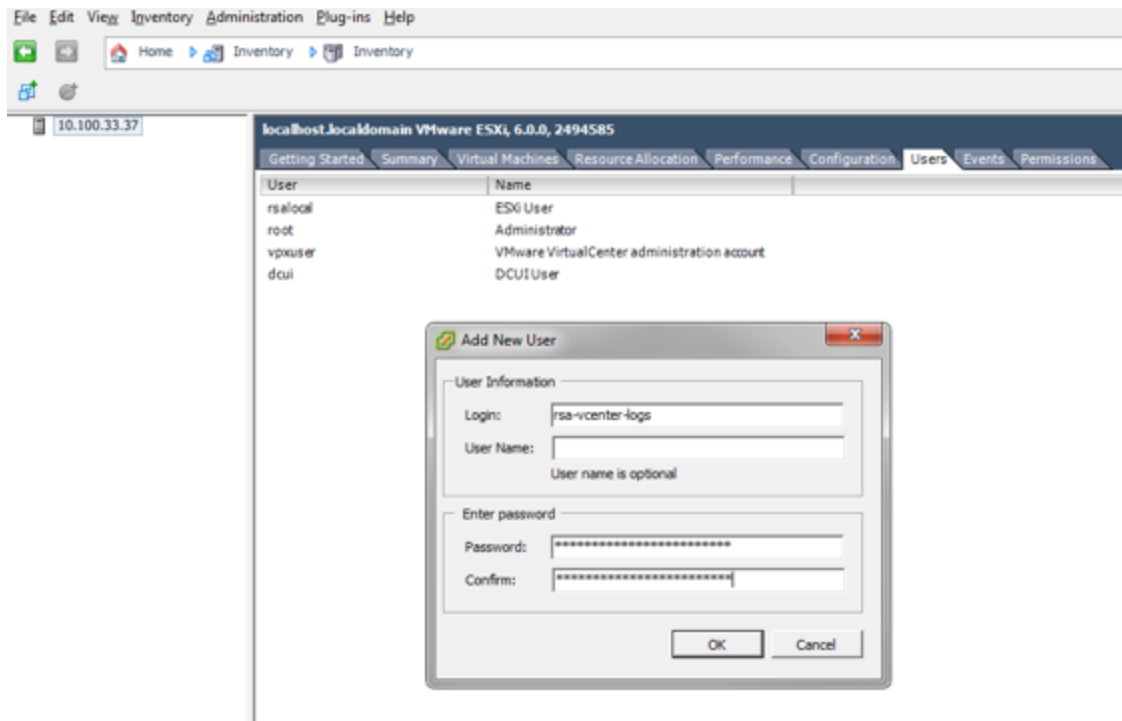 File Edit View Inventory Administration Plug-ins Help
Home Inventory Inventory
10.100.33.37
localhost.localdomain VMware ESXi, 6.0.0, 2494585
Getting Started Summary Virtual Machines Resource Allocation Performance Configuration Users Events Permissions
User Name
rsalocal ESXi User
root Administrator
vpxuser VMware VirtualCenter administration account
dcui DCUI User
Add New User
User Information
Login: rsa-vcenter-logs
User Name:
User name is optional
Enter password
Password: ************************
Confirm: ************************
OK Cancel